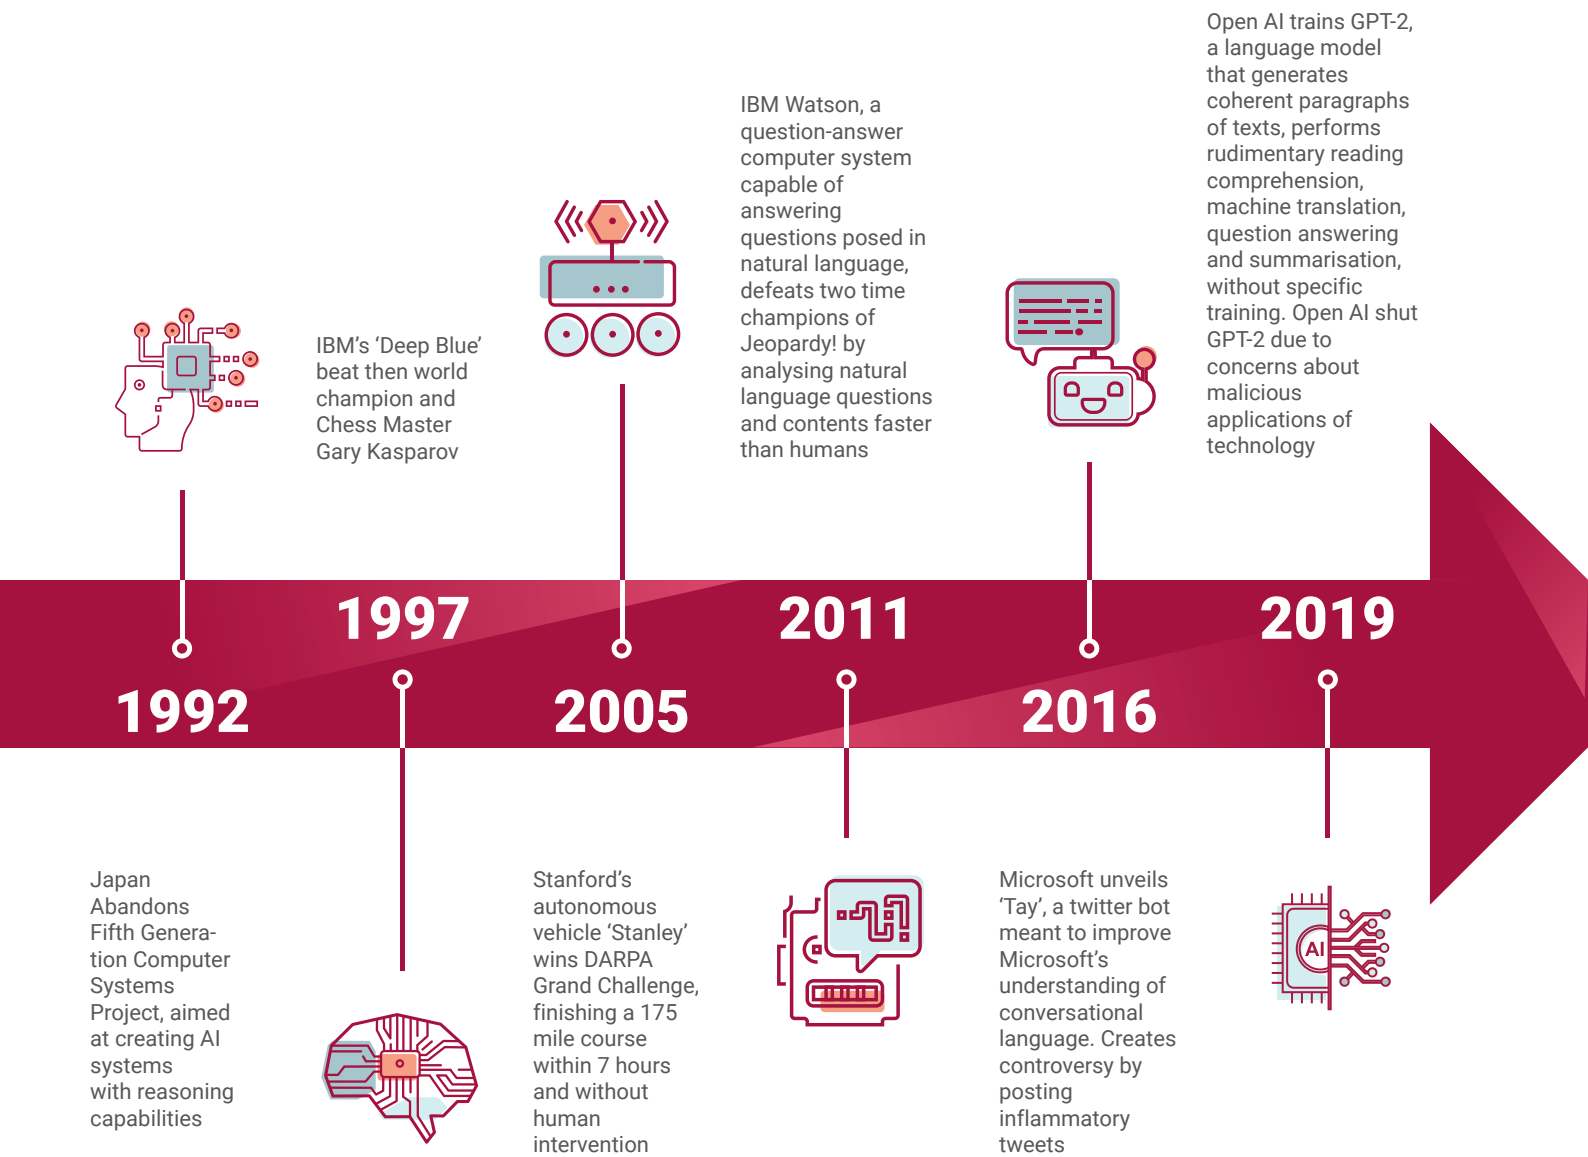 IBM's ‘Deep Blue’
beat then world
champion and
Chess Master
Gary Kasparov
IBM Watson, a
question-answer
computer system
capable of
answering
questions posed in
natural language,
defeats two time
champions of
Jeopardy! by
analysing natural
language questions
and contents faster
than humans
Open AI trains GPT-2,
a language model
that generates
coherent paragraphs
of texts, performs
rudimentary reading
comprehension,
machine translation,
question answering
and summarisation,
without specific
training. Open AI shut
GPT-2 due to
concerns about
malicious
applications of
technology
1997
2011
2019
1992
2005
2016
Japan
Abandons
Fifth Genera-
tion Computer
Systems
Project, aimed
at creating AI
systems
with reasoning
capabilities
Stanford's
autonomous
vehicle ‘Stanley’
wins DARPA
Grand Challenge,
finishing a 175
mile course
within 7 hours
and without
human
intervention
Microsoft unveils
‘Tay’, a twitter bot
meant to improve
Microsoft's
understanding of
conversational
language. Creates
controversy by
posting
inflammatory
tweets
AI